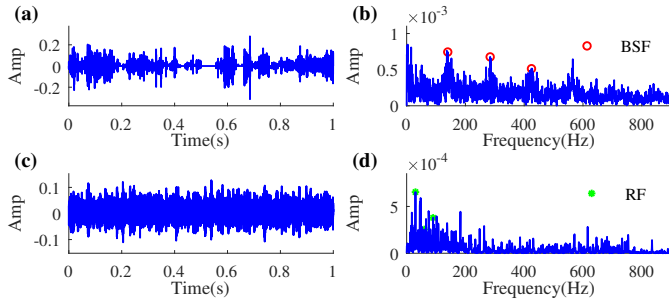 (a)
Amp
0.2
0
-0.2
0
0.2
0.4
0.6
0.8
1
Time(s)
(b)
×10⁻³
Amp
1
0.5
0
0
200
400
600
800
Frequency(Hz)
BSF
(c)
Amp
0.1
0
-0.1
0
0.2
0.4
0.6
0.8
1
Time(s)
(d)
×10⁻⁴
Amp
5
0
0
200
400
600
800
Frequency(Hz)
RF